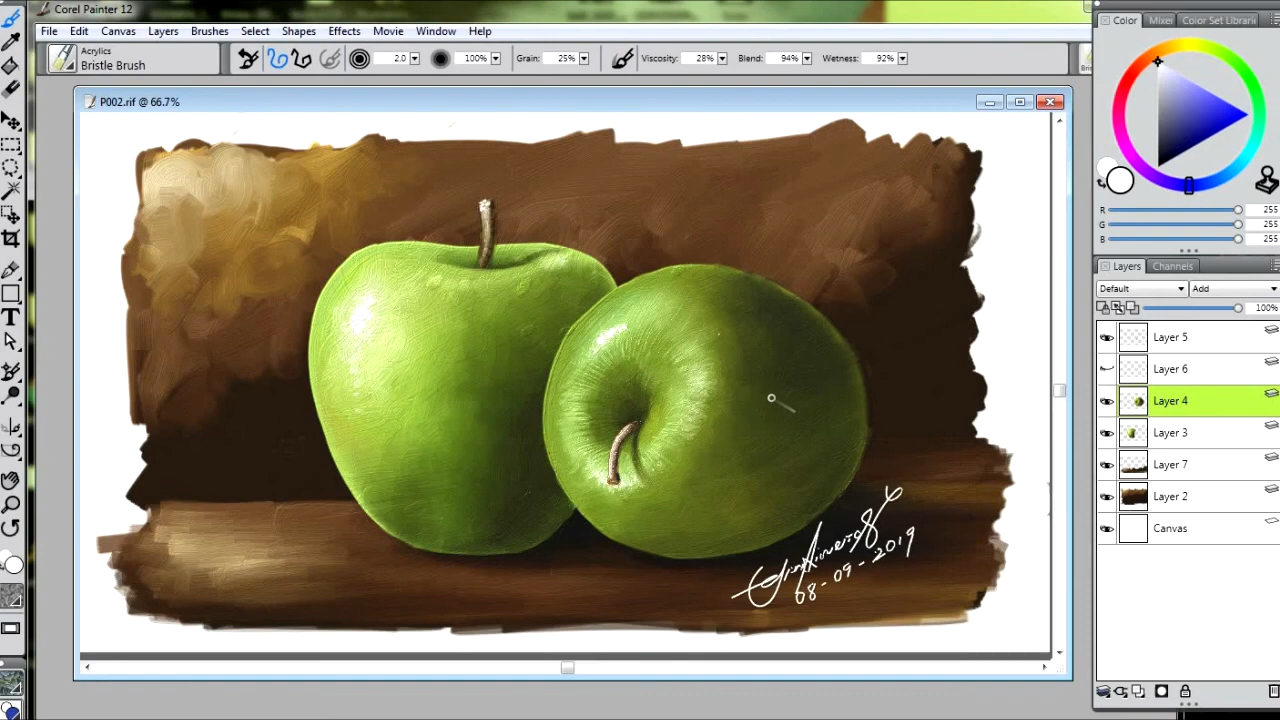 Corel Painter 12
File Edit Canvas Layers Brushes Select Shapes Effects Movie Window Help
Acrylics
Bristle Brush
2.0 100% Grain: 25% Viscosity: 28% Blend: 94% Wetness: 92%
P002.rif @ 66.7%
08-09-2019
Color Mixer Color Set Librari
R 255
G 255
B 255
Layers Channels
Default Add
100%
Layer 5
Layer 6
Layer 4
Layer 3
Layer 7
Layer 2
Canvas